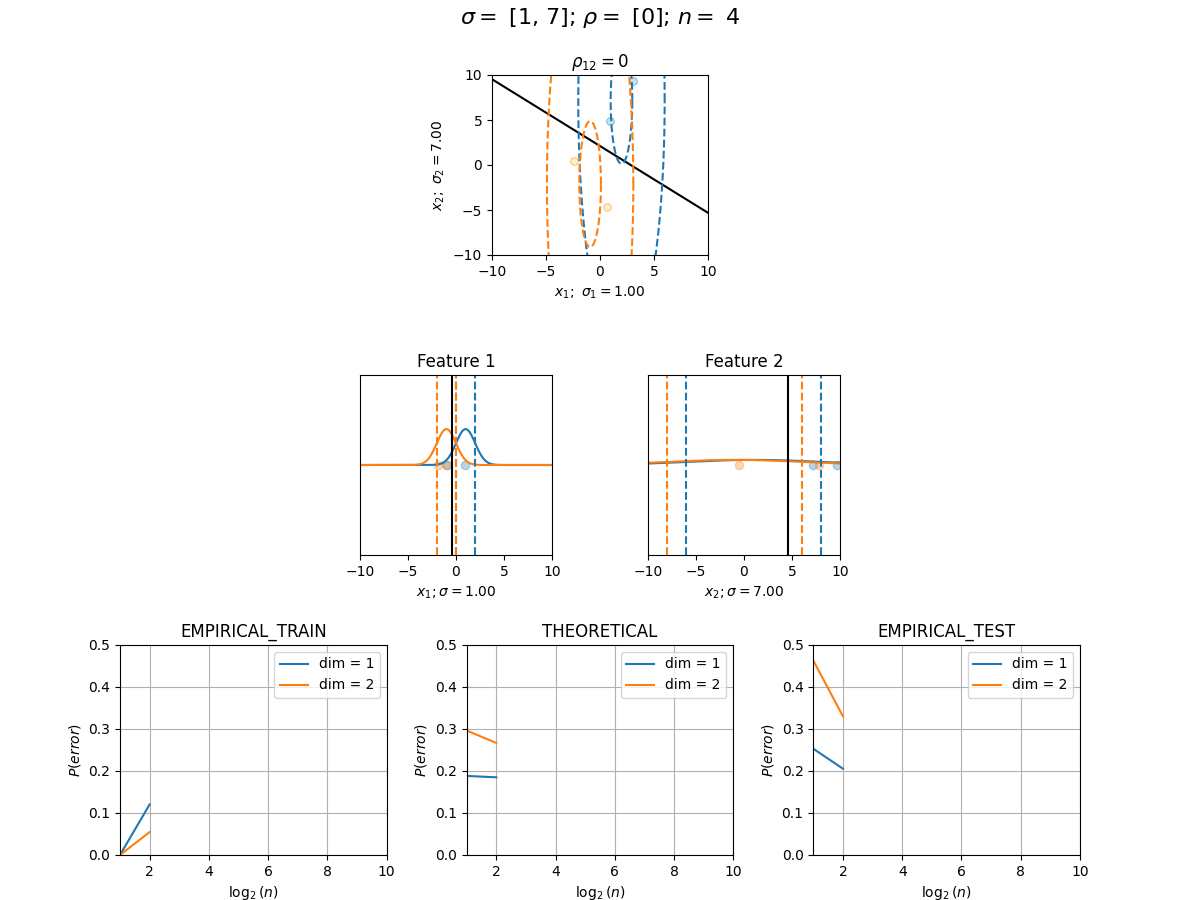 σ = [1, 7]; ρ = [0]; n = 4
ρ₁₂ = 0
10
5
0
−5
−10
x₂; σ₂ = 7.00
−10 −5 0 5 10
x₁; σ₁ = 1.00
Feature 1
−10 −5 0 5 10
x₁; σ = 1.00
Feature 2
−10 −5 0 5 10
x₂; σ = 7.00
EMPIRICAL_TRAIN
dim = 1
dim = 2
0.5
0.4
0.3
0.2
0.1
0.0
P(error)
2 4 6 8 10
log₂(n)
THEORETICAL
dim = 1
dim = 2
0.5
0.4
0.3
0.2
0.1
0.0
P(error)
2 4 6 8 10
log₂(n)
EMPIRICAL_TEST
dim = 1
dim = 2
0.5
0.4
0.3
0.2
0.1
0.0
P(error)
2 4 6 8 10
log₂(n)